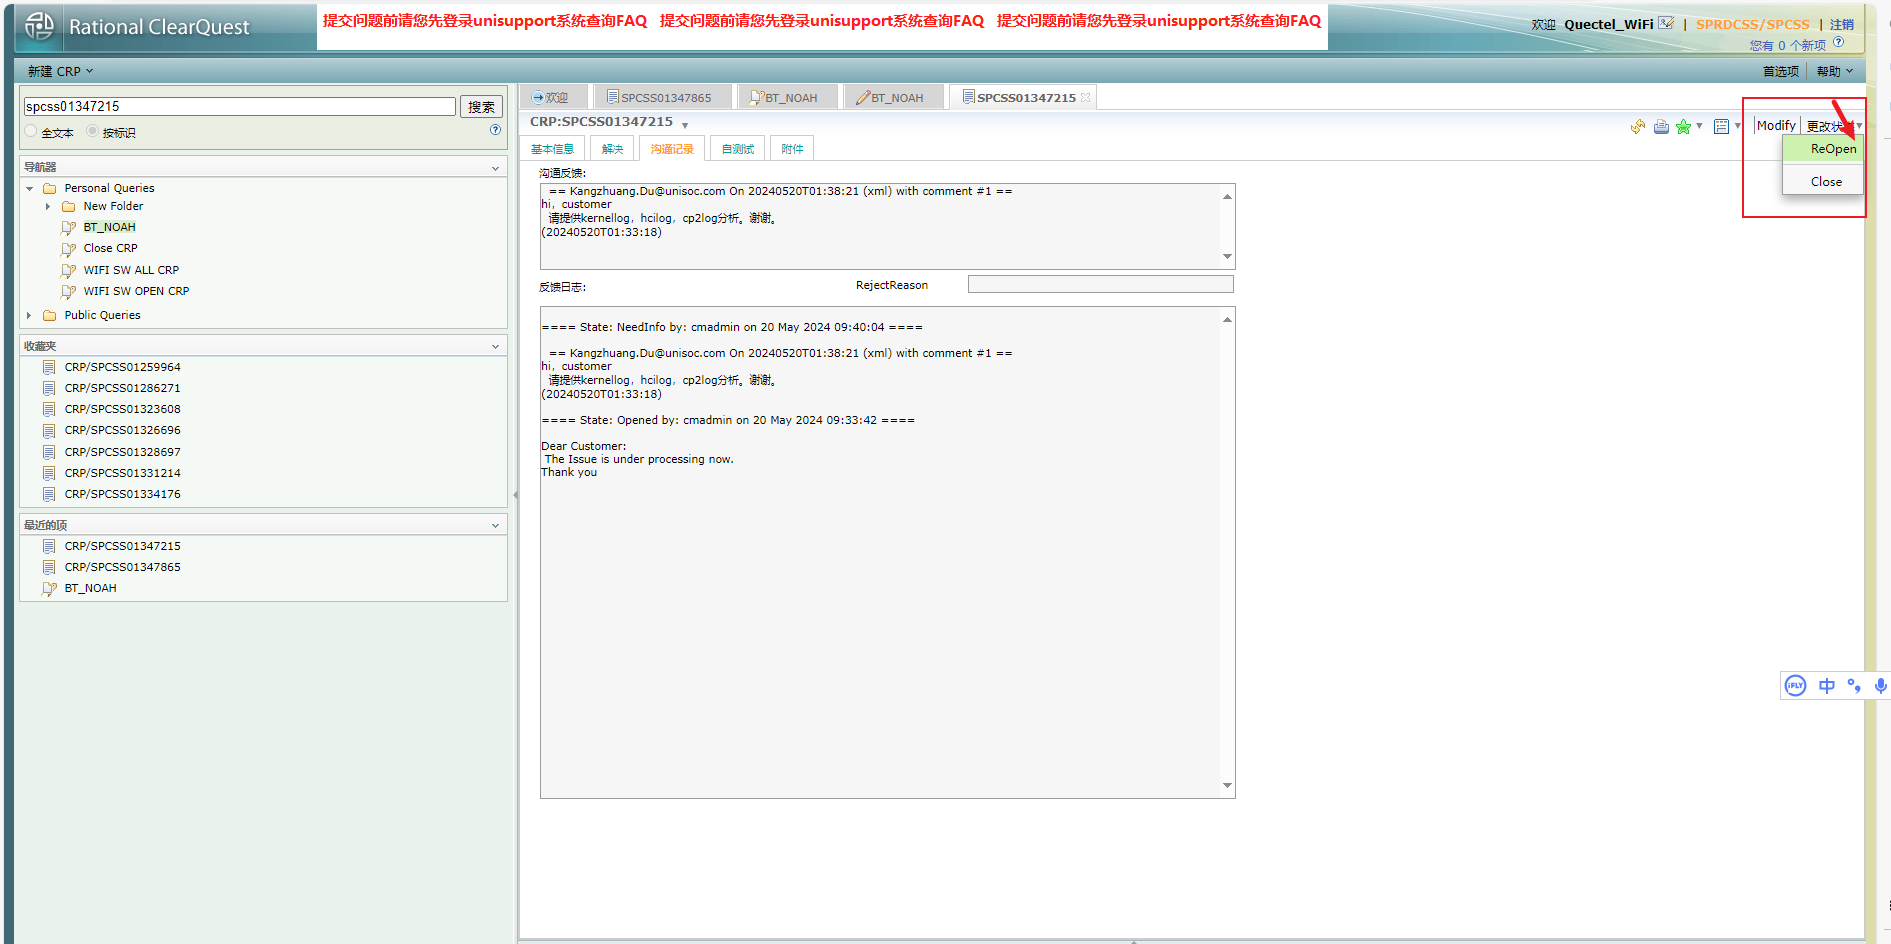 Rational ClearQuest
提交问题前请您先登录unisupport系统查询FAQ 提交问题前请您先登录unisupport系统查询FAQ 提交问题前请您先登录unisupport系统查询FAQ
欢迎 Quectel_WiFi | SPRDCSS/SPCSS | 注销
您有 0 个新项
新建 CRP
首选项 帮助
spcss01347215 搜索
全文本 按标识
导航器
Personal Queries
New Folder
BT_NOAH
Close CRP
WIFI SW ALL CRP
WIFI SW OPEN CRP
Public Queries
收藏夹
CRP/SPCSS01259964
CRP/SPCSS01286271
CRP/SPCSS01323608
CRP/SPCSS01326696
CRP/SPCSS01328697
CRP/SPCSS01331214
CRP/SPCSS01334176
最近的项
CRP/SPCSS01347215
CRP/SPCSS01347865
BT_NOAH
欢迎 SPCSS01347865 BT_NOAH BT_NOAH SPCSS01347215
CRP:SPCSS01347215
Modify 更改状
ReOpen
Close
基本信息 解决 沟通记录 自测试 附件
沟通反馈:
== Kangzhuang.Du@unisoc.com On 20240520T01:38:21 (xml) with comment #1 ==
hi，customer
请提供kernellog，hcilog，cp2log分析。谢谢。
(20240520T01:33:18)
反馈日志: RejectReason
==== State: NeedInfo by: cmadmin on 20 May 2024 09:40:04 ====
== Kangzhuang.Du@unisoc.com On 20240520T01:38:21 (xml) with comment #1 ==
hi，customer
请提供kernellog，hcilog，cp2log分析。谢谢。
(20240520T01:33:18)
==== State: Opened by: cmadmin on 20 May 2024 09:33:42 ====
Dear Customer:
The Issue is under processing now.
Thank you
iFLY 中